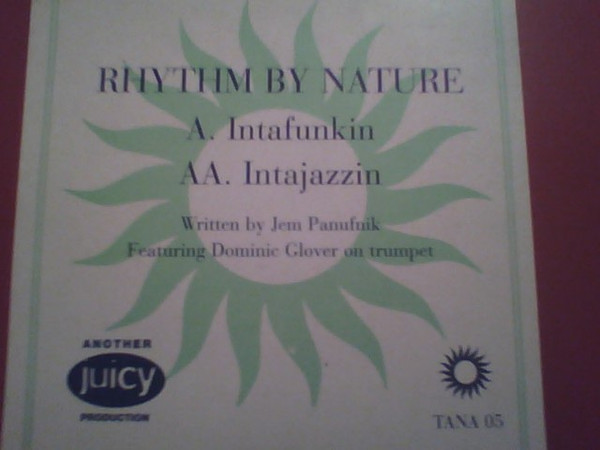 RHYTHM BY NATURE
A. Intafunkin
AA. Intajazzin
Written by Jem Panufnik
Featuring Dominic Glover on trumpet
ANOTHER
Juicy
PRODUCTION
TANA 05